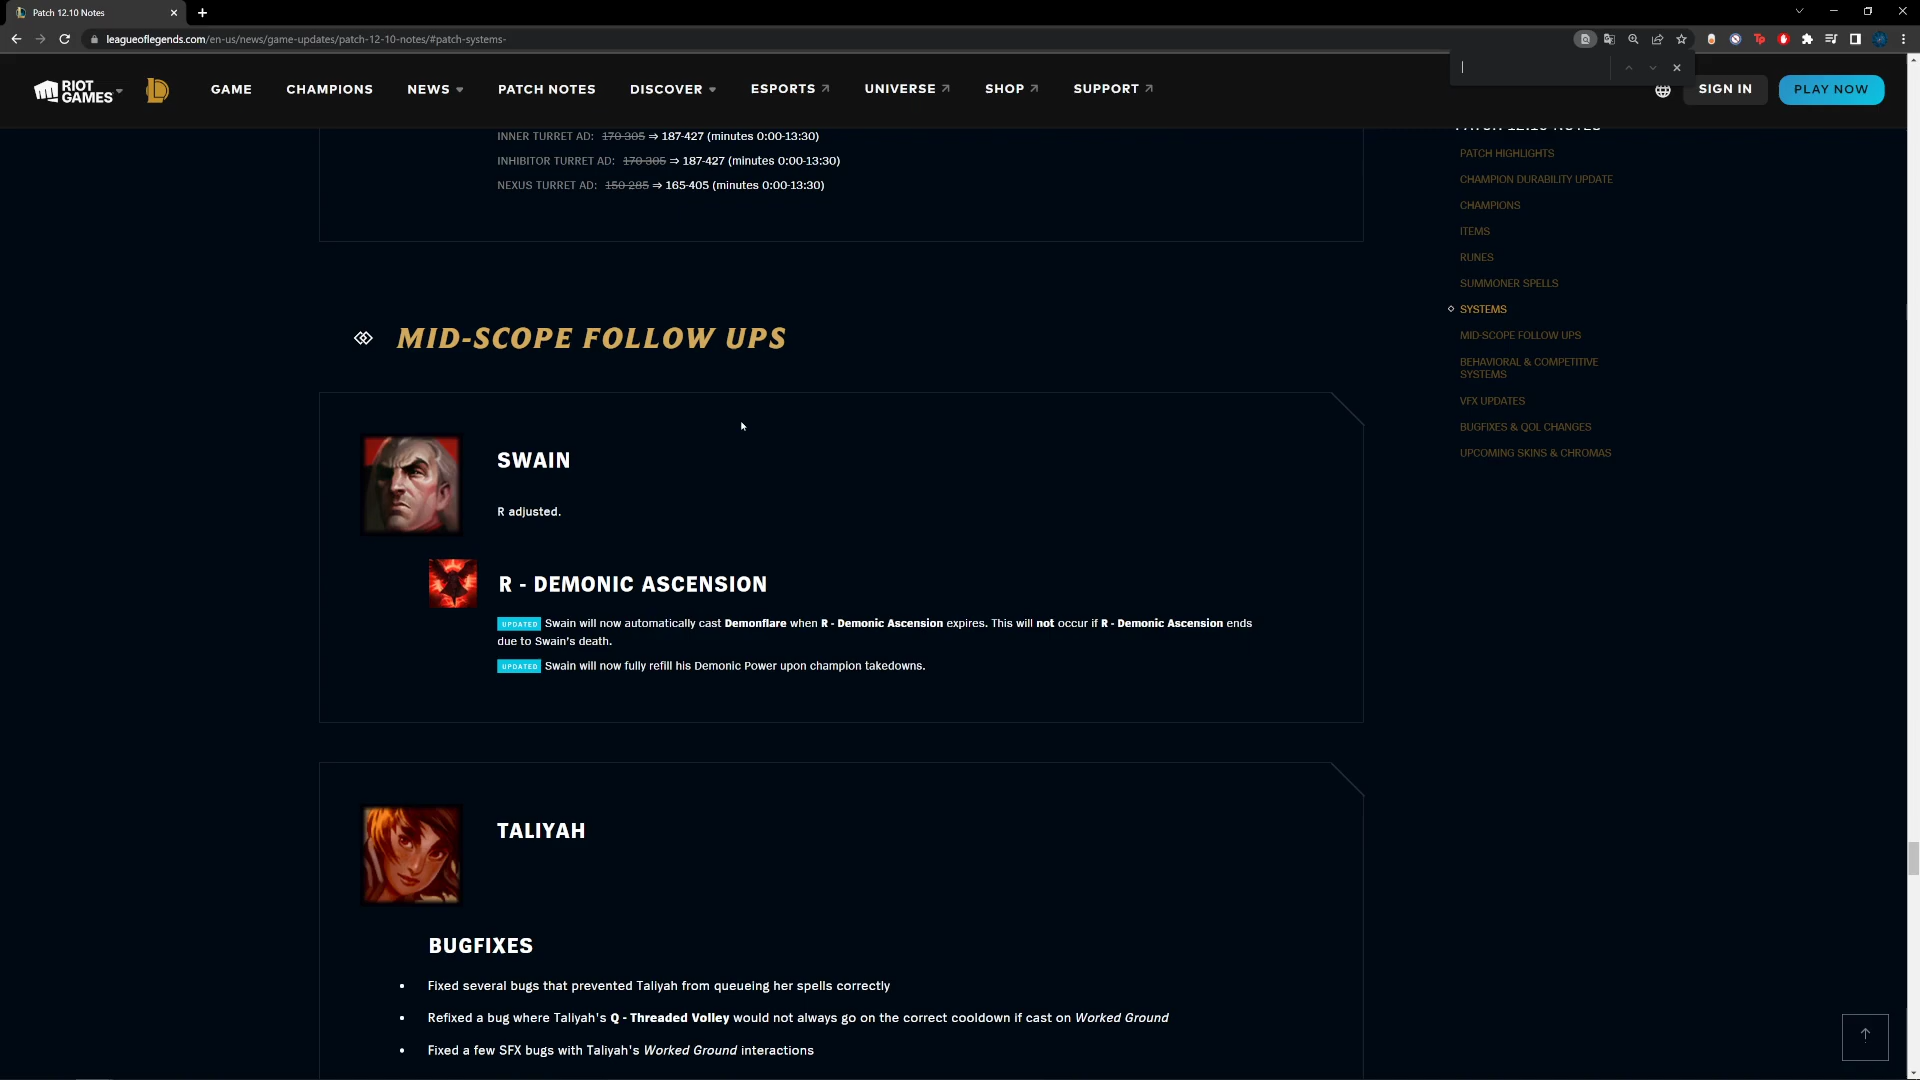 Patch 12.10 Notes
leagueoflegends.com/en-us/news/game-updates/patch-12-10-notes/#patch-systems-
RIOT GAMES
GAME
CHAMPIONS
NEWS
PATCH NOTES
DISCOVER
ESPORTS
UNIVERSE
SHOP
SUPPORT
SIGN IN
PLAY NOW
INNER TURRET AD: 170-305 ⇒ 187-427 (minutes 0:00-13:30)
INHIBITOR TURRET AD: 170-305 ⇒ 187-427 (minutes 0:00-13:30)
NEXUS TURRET AD: 150-285 ⇒ 165-405 (minutes 0:00-13:30)
MID-SCOPE FOLLOW UPS
SWAIN
R adjusted.
R - DEMONIC ASCENSION
UPDATED Swain will now automatically cast Demonflare when R - Demonic Ascension expires. This will not occur if R - Demonic Ascension ends
due to Swain's death.
UPDATED Swain will now fully refill his Demonic Power upon champion takedowns.
TALIYAH
BUGFIXES
• Fixed several bugs that prevented Taliyah from queueing her spells correctly
• Refixed a bug where Taliyah's Q - Threaded Volley would not always go on the correct cooldown if cast on Worked Ground
• Fixed a few SFX bugs with Taliyah's Worked Ground interactions
PATCH 12.10 NOTES
PATCH HIGHLIGHTS
CHAMPION DURABILITY UPDATE
CHAMPIONS
ITEMS
RUNES
SUMMONER SPELLS
SYSTEMS
MID-SCOPE FOLLOW UPS
BEHAVIORAL & COMPETITIVE
SYSTEMS
VFX UPDATES
BUGFIXES & QOL CHANGES
UPCOMING SKINS & CHROMAS